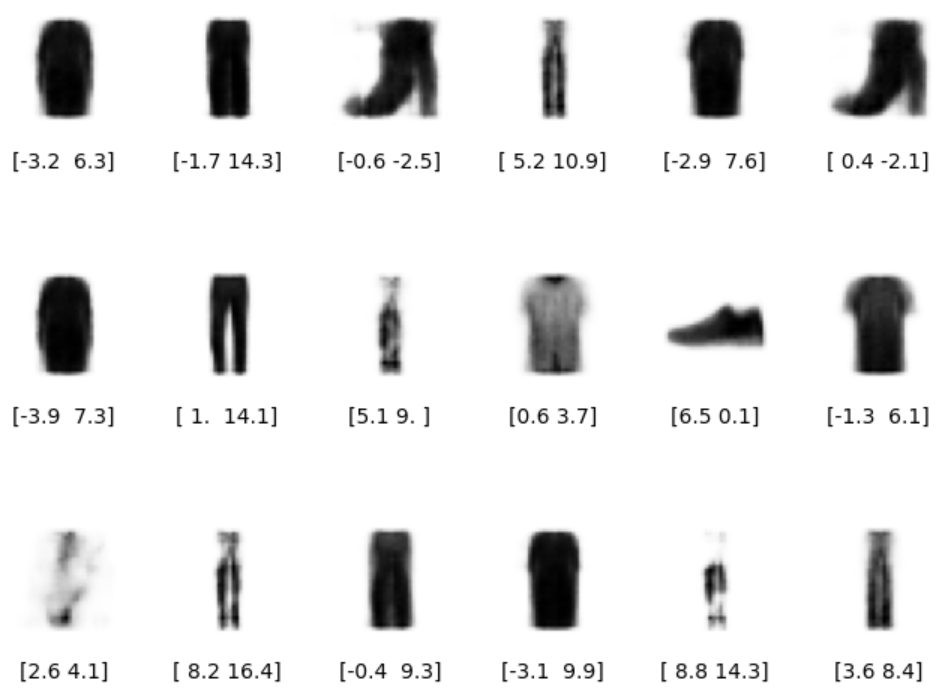 [-3.2  6.3] [-1.7 14.3] [-0.6 -2.5] [ 5.2 10.9] [-2.9  7.6] [ 0.4 -2.1]
[-3.9  7.3] [ 1.  14.1] [5.1 9. ] [0.6 3.7] [6.5 0.1] [-1.3  6.1]
[2.6 4.1] [ 8.2 16.4] [-0.4  9.3] [-3.1  9.9] [ 8.8 14.3] [3.6 8.4]